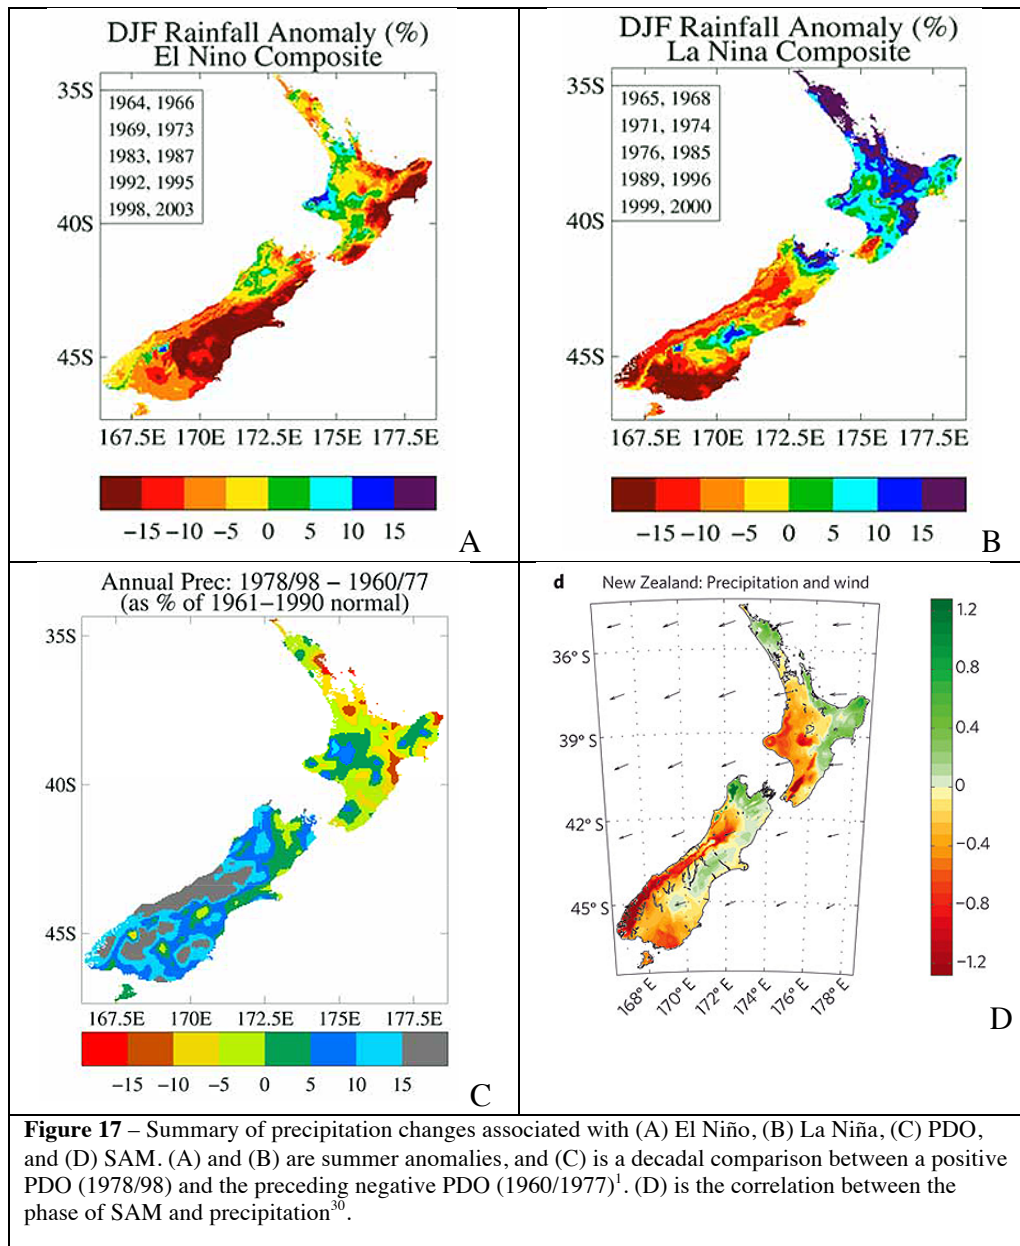 DJF Rainfall Anomaly (%)
El Nino Composite
35S
40S
45S
1964, 1966
1969, 1973
1983, 1987
1992, 1995
1998, 2003
167.5E 170E 172.5E 175E 177.5E
−15 −10 −5 0 5 10 15
A
DJF Rainfall Anomaly (%)
La Nina Composite
35S
40S
45S
1965, 1968
1971, 1974
1976, 1985
1989, 1996
1999, 2000
167.5E 170E 172.5E 175E 177.5E
−15 −10 −5 0 5 10 15
B
Annual Prec: 1978/98 − 1960/77
(as % of 1961−1990 normal)
35S
40S
45S
167.5E 170E 172.5E 175E 177.5E
−15 −10 −5 0 5 10 15
C
d New Zealand: Precipitation and wind
36° S
39° S
42° S
45° S
168° E 170° E 172° E 174° E 176° E 178° E
1.2
0.8
0.4
0
−0.4
−0.8
−1.2
D
Figure 17 – Summary of precipitation changes associated with (A) El Niño, (B) La Niña, (C) PDO,
and (D) SAM. (A) and (B) are summer anomalies, and (C) is a decadal comparison between a positive
PDO (1978/98) and the preceding negative PDO (1960/1977)¹. (D) is the correlation between the
phase of SAM and precipitation³⁰.